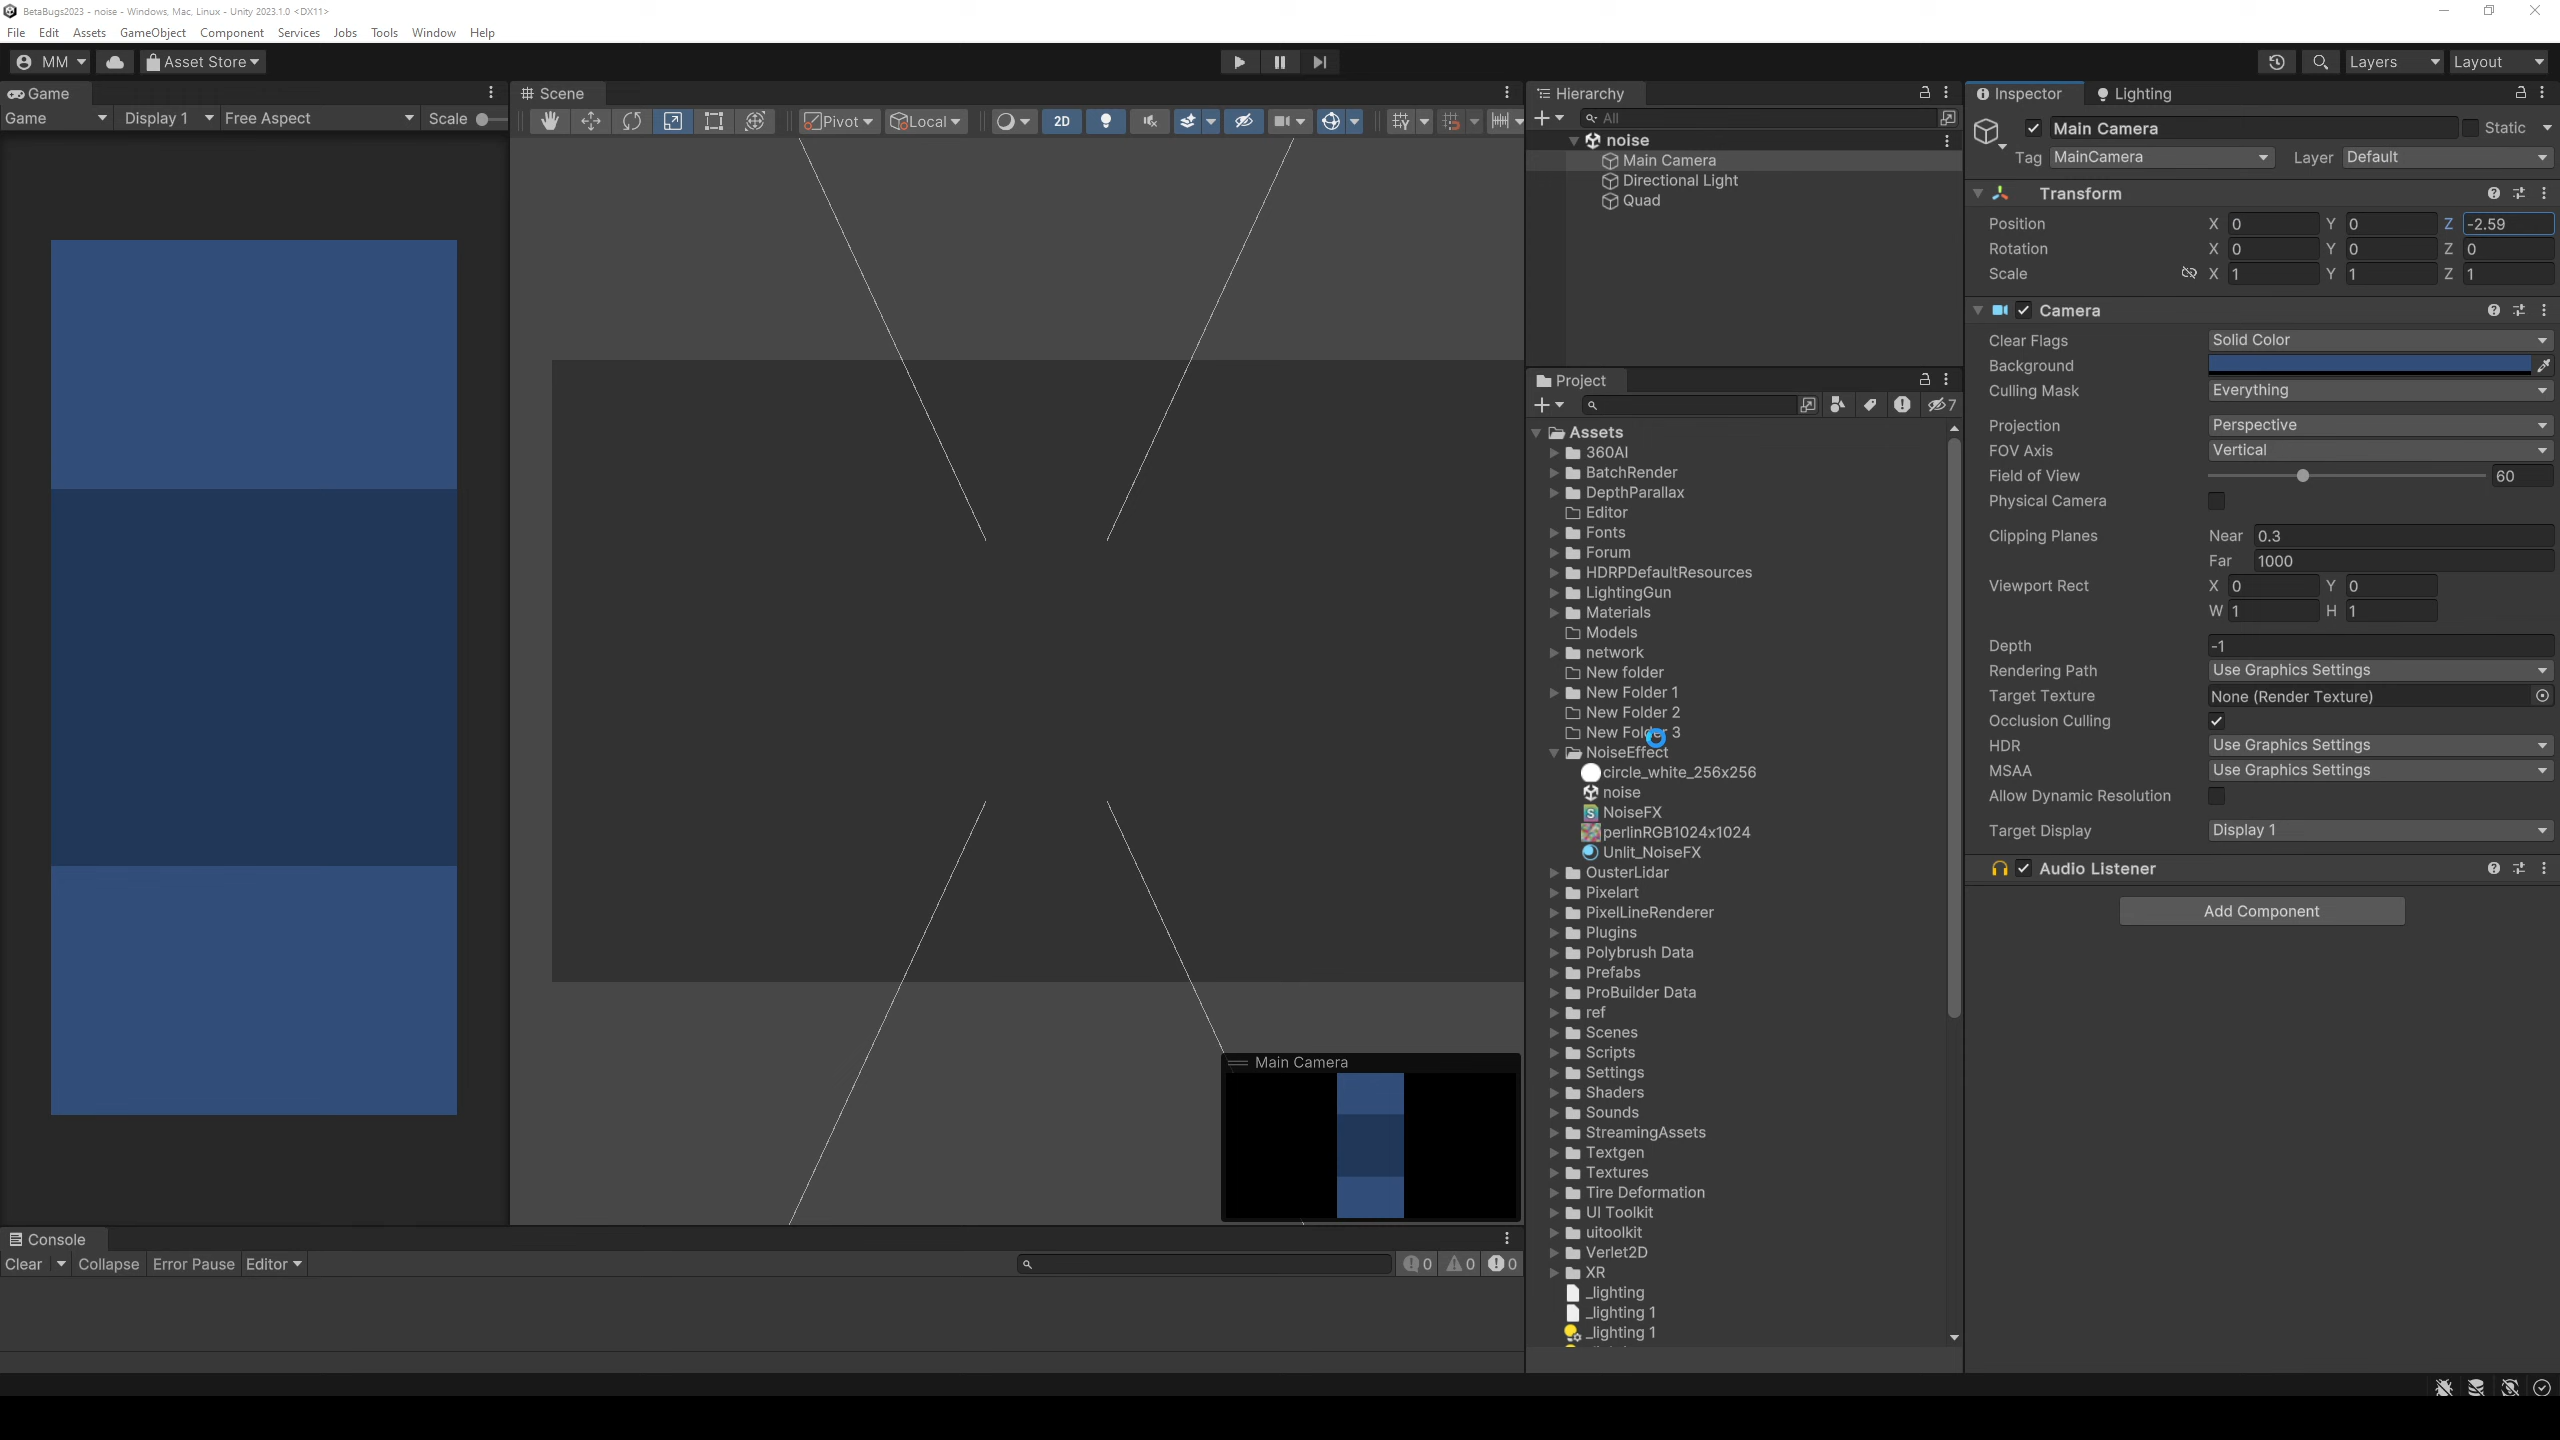 BetaBugs2023 - noise - Windows, Mac, Linux - Unity 2023.1.0 <DX11>
File Edit Assets GameObject Component Services Jobs Tools Window Help
MM Asset Store Layers Layout
Game
Game Display 1 Free Aspect Scale
Scene
Pivot Local 2D
Hierarchy
All
noise
Main Camera
Directional Light
Quad
Project
7
Assets
360AI
BatchRender
DepthParallax
Editor
Fonts
Forum
HDRPDefaultResources
LightingGun
Materials
Models
network
New folder
New Folder 1
New Folder 2
New Folder 3
NoiseEffect
circle_white_256x256
noise
NoiseFX
perlinRGB1024x1024
Unlit_NoiseFX
OusterLidar
Pixelart
PixelLineRenderer
Plugins
Polybrush Data
Prefabs
ProBuilder Data
ref
Scenes
Scripts
Settings
Shaders
Sounds
StreamingAssets
Textgen
Textures
Tire Deformation
UI Toolkit
uitoolkit
Verlet2D
XR
_lighting
_lighting 1
_lighting 1
Inspector Lighting
Main Camera Static
Tag MainCamera Layer Default
Transform
Position X 0 Y 0 Z -2.59
Rotation X 0 Y 0 Z 0
Scale X 1 Y 1 Z 1
Camera
Clear Flags Solid Color
Background
Culling Mask Everything
Projection Perspective
FOV Axis Vertical
Field of View 60
Physical Camera
Clipping Planes Near 0.3
Far 1000
Viewport Rect X 0 Y 0
W 1 H 1
Depth -1
Rendering Path Use Graphics Settings
Target Texture None (Render Texture)
Occlusion Culling
HDR Use Graphics Settings
MSAA Use Graphics Settings
Allow Dynamic Resolution
Target Display Display 1
Audio Listener
Add Component
Main Camera
Console
Clear Collapse Error Pause Editor 0 0 0